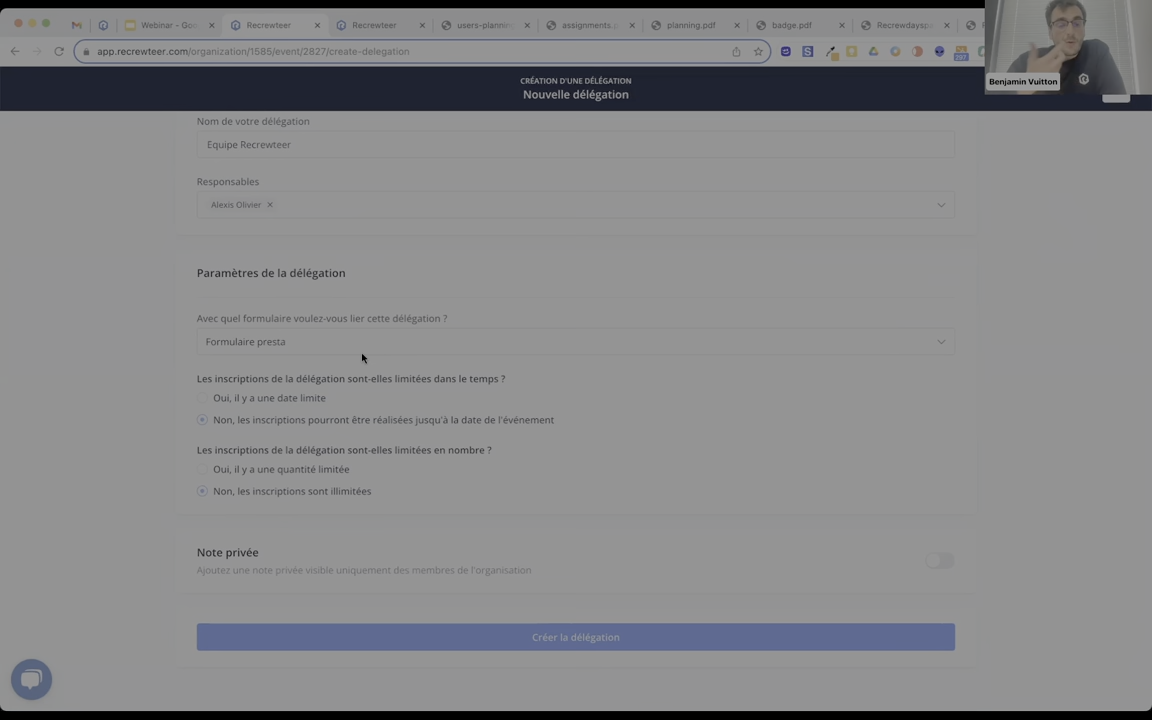 Webinar – Goo
Recrewteer
Recrewteer
users-planning
assignments.p
planning.pdf
badge.pdf
Recrewdayspa
app.recrewteer.com/organization/1585/event/2827/create-delegation
Benjamin Vuitton
CRÉATION D'UNE DÉLÉGATION
Nouvelle délégation
Nom de votre délégation
Equipe Recrewteer
Responsables
Alexis Olivier
Paramètres de la délégation
Avec quel formulaire voulez-vous lier cette délégation ?
Formulaire presta
Les inscriptions de la délégation sont-elles limitées dans le temps ?
Oui, il y a une date limite
Non, les inscriptions pourront être réalisées jusqu'à la date de l'événement
Les inscriptions de la délégation sont-elles limitées en nombre ?
Oui, il y a une quantité limitée
Non, les inscriptions sont illimitées
Note privée
Ajoutez une note privée visible uniquement des membres de l'organisation
Créer la délégation